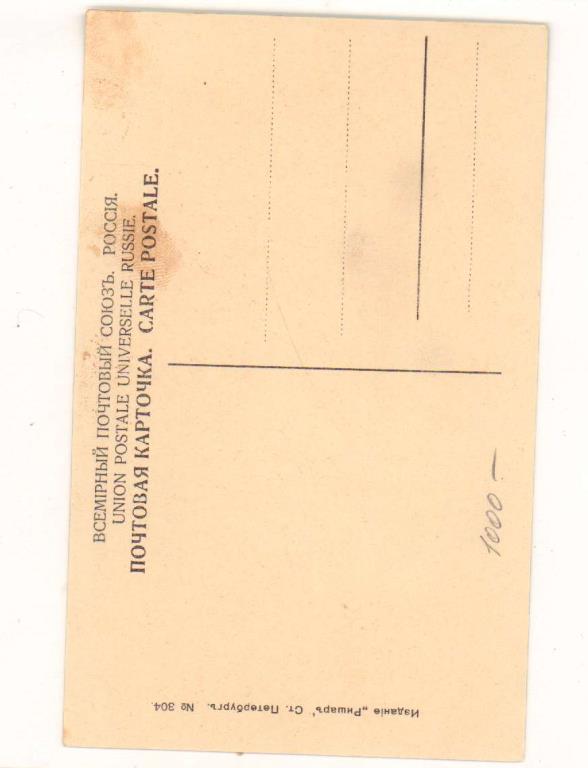 ВСЕМІРНЫЙ ПОЧТОВЫЙ СОЮЗЪ. РОССІЯ.
UNION POSTALE UNIVERSELLE RUSSIE.
ПОЧТОВАЯ КАРТОЧКА. CARTE POSTALE.
1000 —
Изданіе „Ришаръ‘ Ст. Петербургъ. № 304.